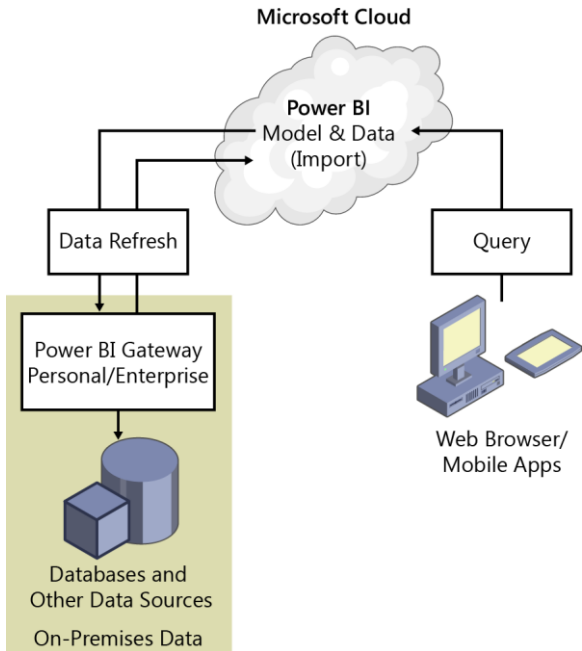 Microsoft Cloud
Power BI
Model & Data
(Import)
Data Refresh
Query
Power BI Gateway
Personal/Enterprise
Web Browser/
Mobile Apps
Databases and
Other Data Sources
On-Premises Data